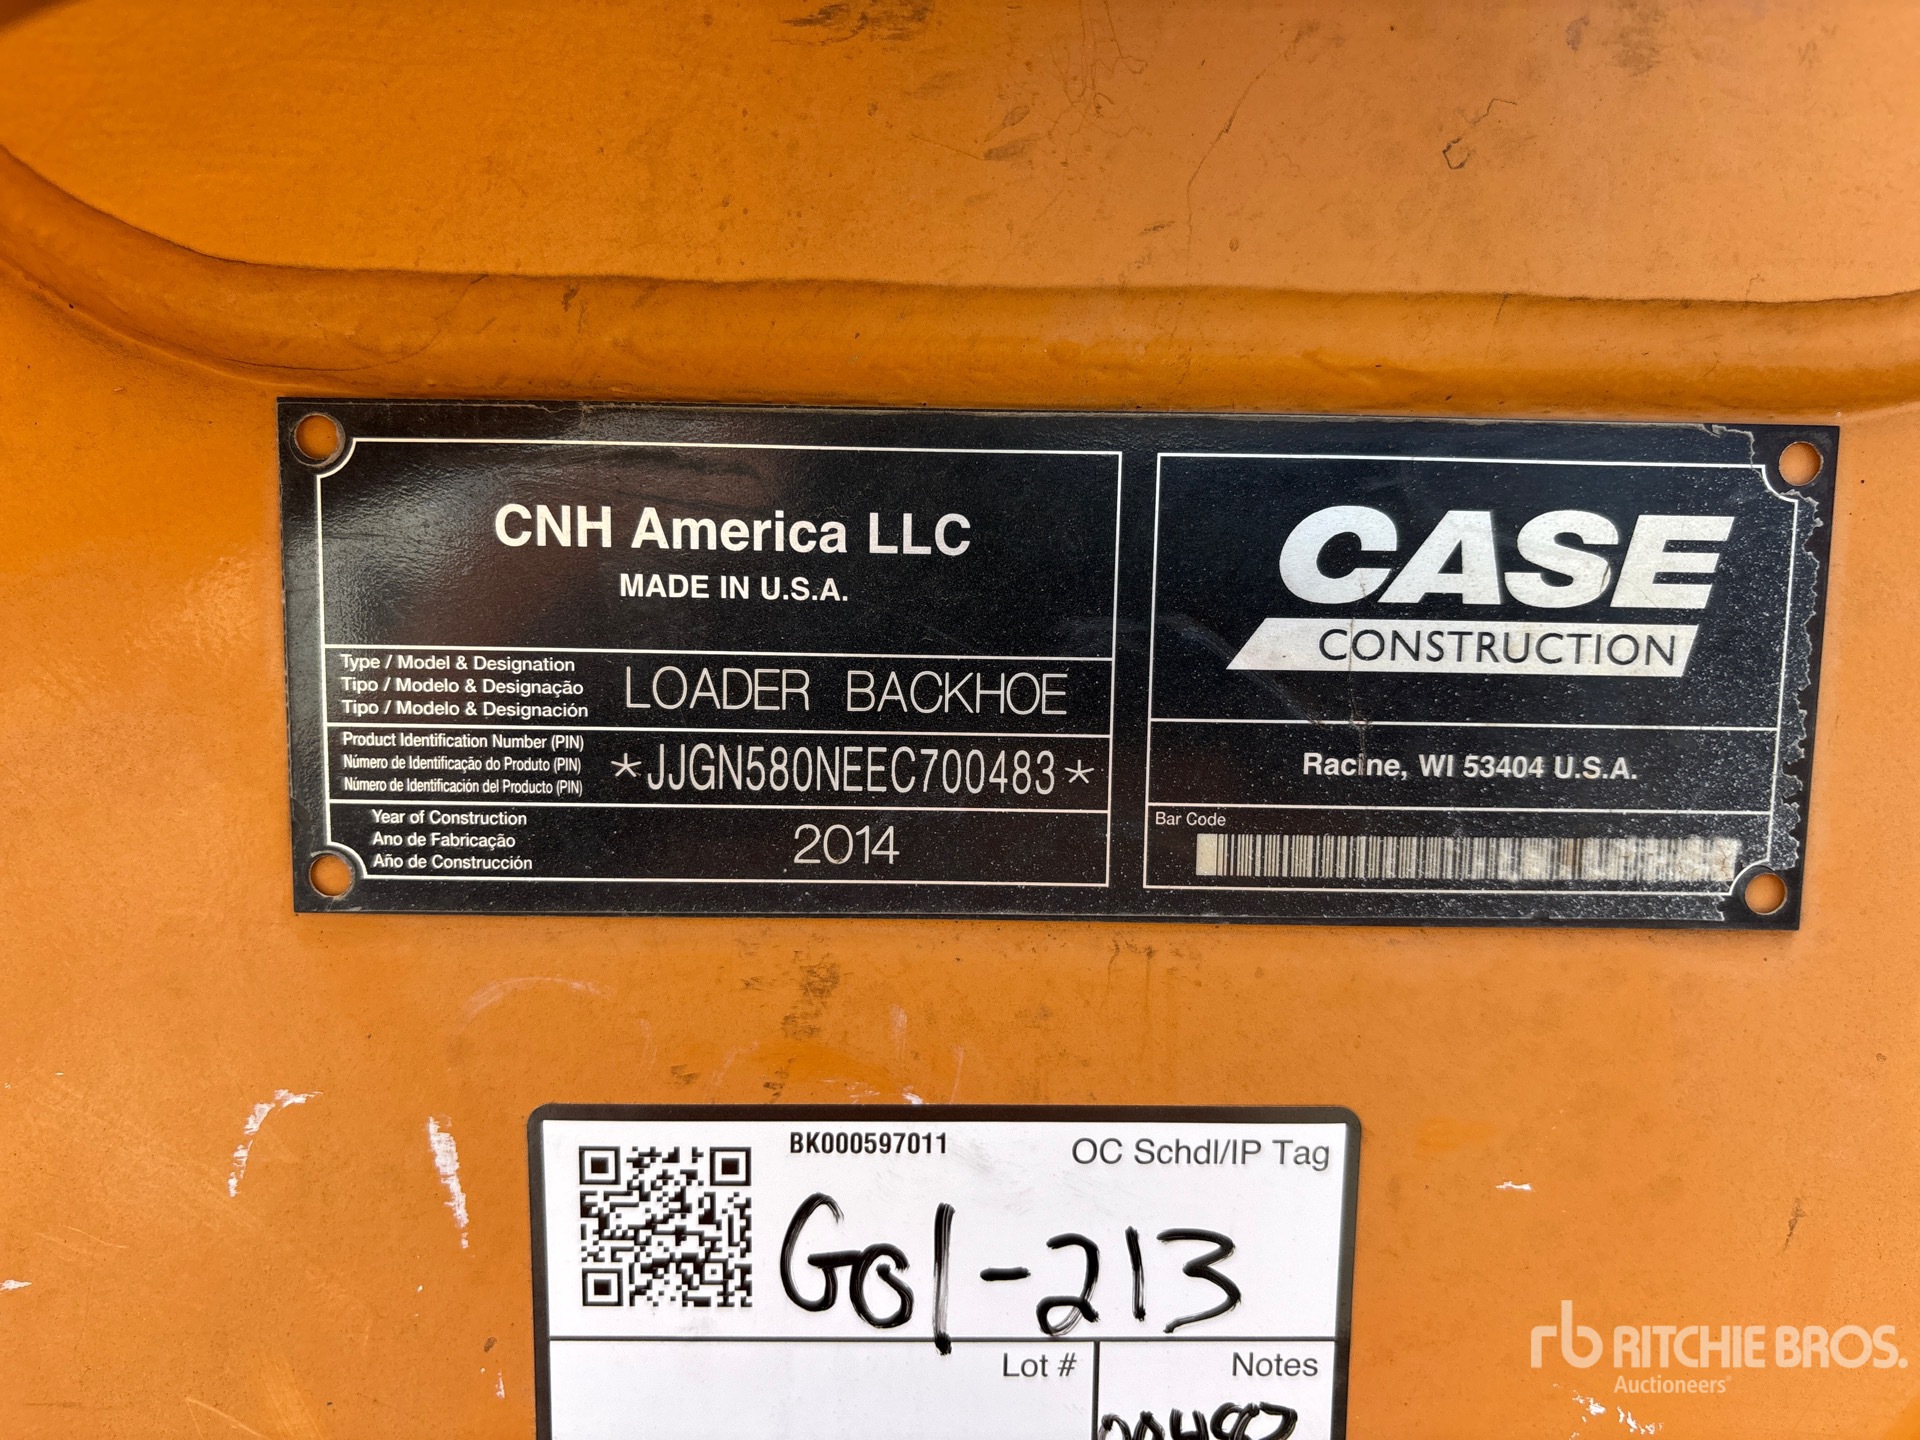 CNH America LLC
MADE IN U.S.A.
Type / Model & Designation
Tipo / Modelo & Designação
Tipo / Modelo & Designación
LOADER BACKHOE
Product Identification Number (PIN)
Número de Identificação do Produto (PIN)
Número de Identificación del Producto (PIN)
*JJGN580NEEC700483*
Year of Construction
Ano de Fabricação
Año de Construcción
2014
CASE
CONSTRUCTION
Racine, WI 53404 U.S.A.
Bar Code
BK000597011
OC Schdl/IP Tag
G01-213
Lot #
Notes
rb RITCHIE BROS.
Auctioneers